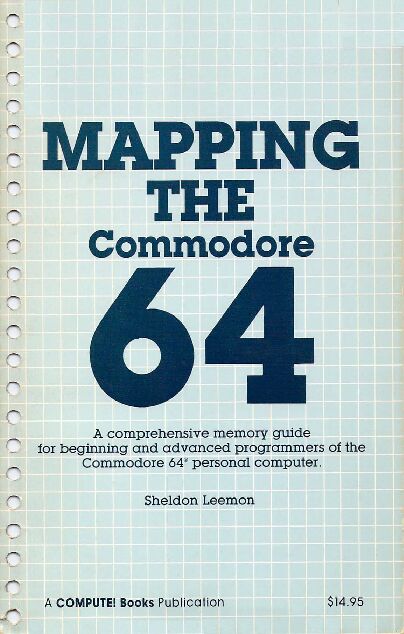 MAPPING
THE
Commodore
64
A comprehensive memory guide
for beginning and advanced programmers of the
Commodore 64* personal computer.
Sheldon Leemon
A COMPUTE! Books Publication
$14.95